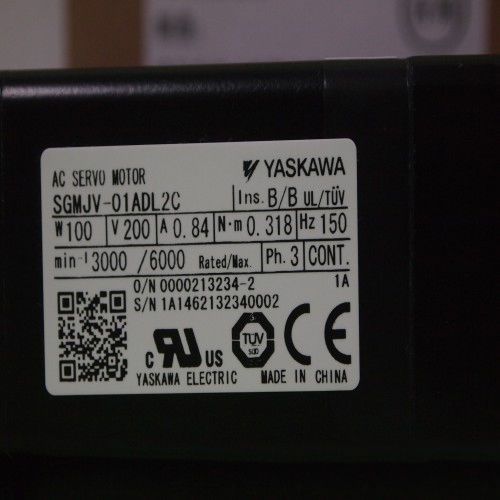 YASKAWA
AC SERVO MOTOR
SGMJV-01ADL2C Ins. B/B UL/TÜV
W 100 V 200 A 0.84 N·m 0.318 Hz 150
min⁻¹ 3000 /6000 Rated/Max. Ph. 3 CONT.
O/N 0000213234-2 1A
S/N 1A1462132340002
c RU US TÜV SÜD CE
YASKAWA ELECTRIC MADE IN CHINA